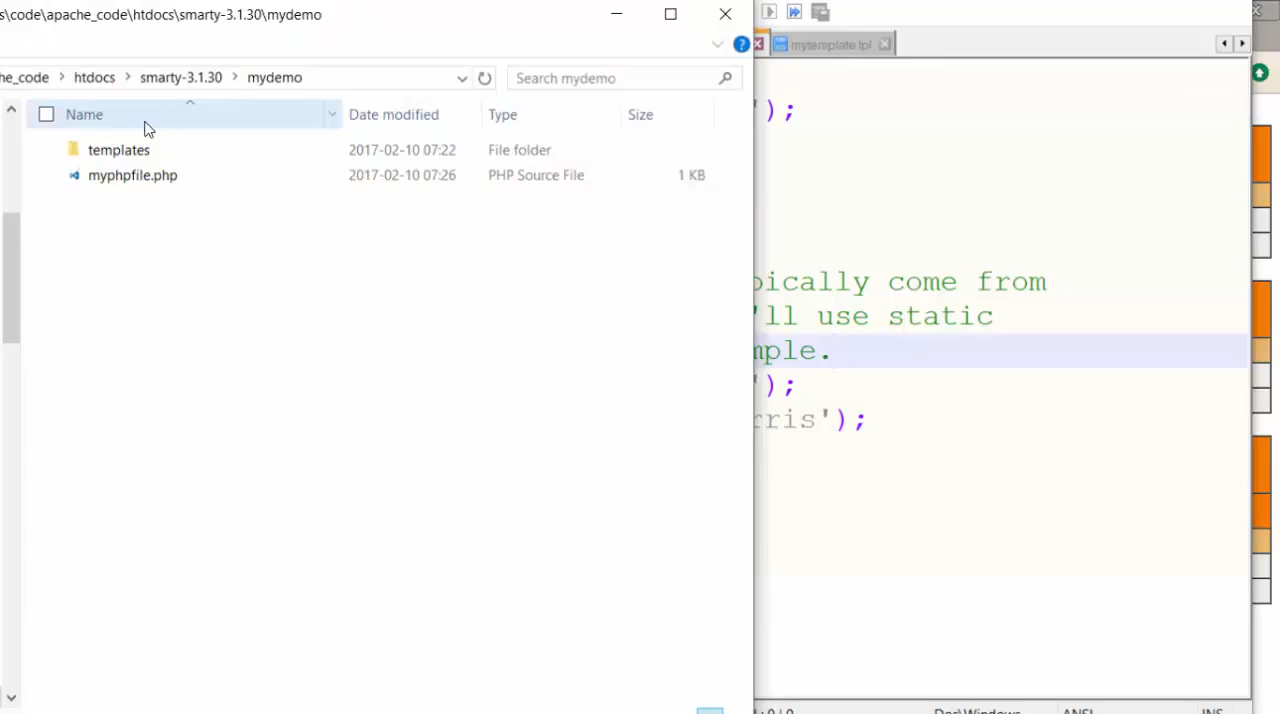 s\code\apache_code\htdocs\smarty-3.1.30\mydemo
?
he_code > htdocs > smarty-3.1.30 > mydemo
Search mydemo
Name Date modified Type Size
templates 2017-02-10 07:22 File folder
myphpfile.php 2017-02-10 07:26 PHP Source File 1 KB
mytemplate.tpl
');
pically come from
'll use static
mple.
');
rris');
: 0 | 0 Dos\Windows ANSI INS